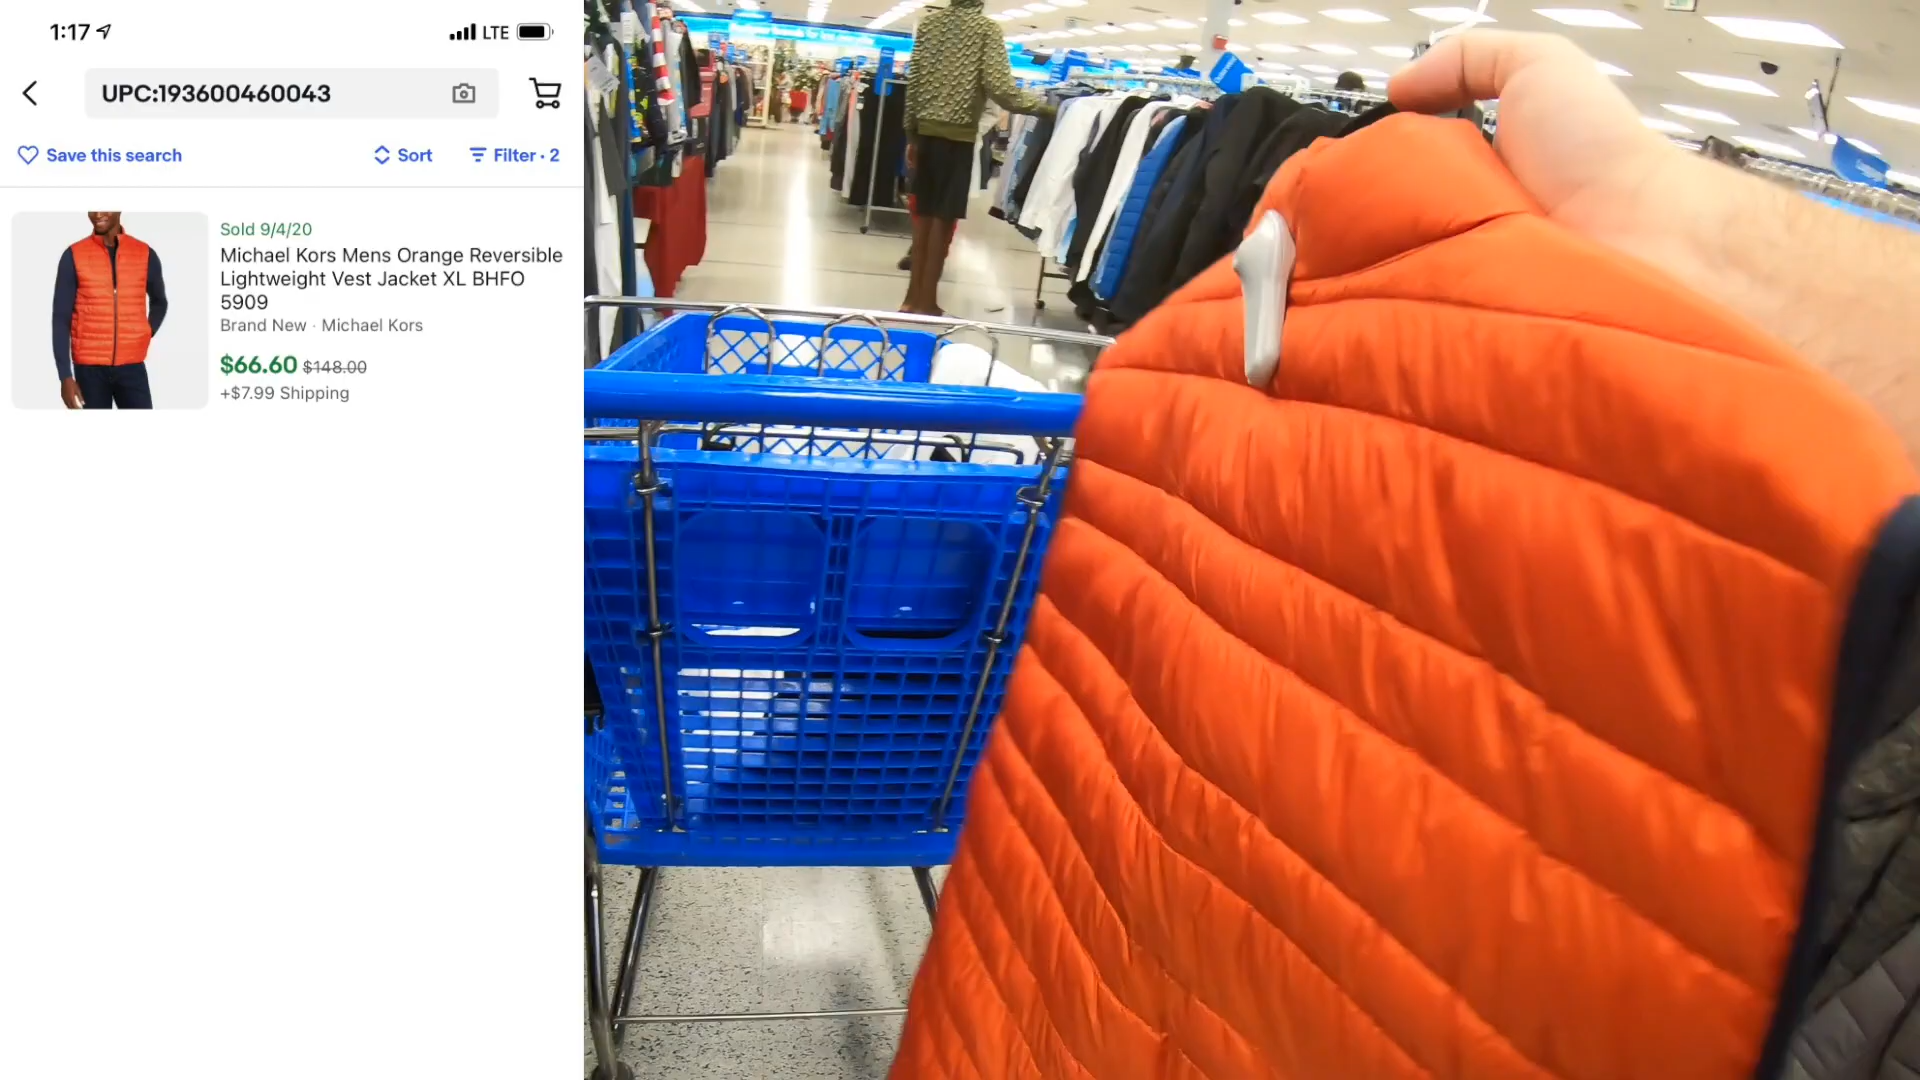 1:17
LTE
UPC:193600460043
Save this search
Sort
Filter · 2
Sold 9/4/20
Michael Kors Mens Orange Reversible
Lightweight Vest Jacket XL BHFO
5909
Brand New · Michael Kors
$66.60 $148.00
+$7.99 Shipping